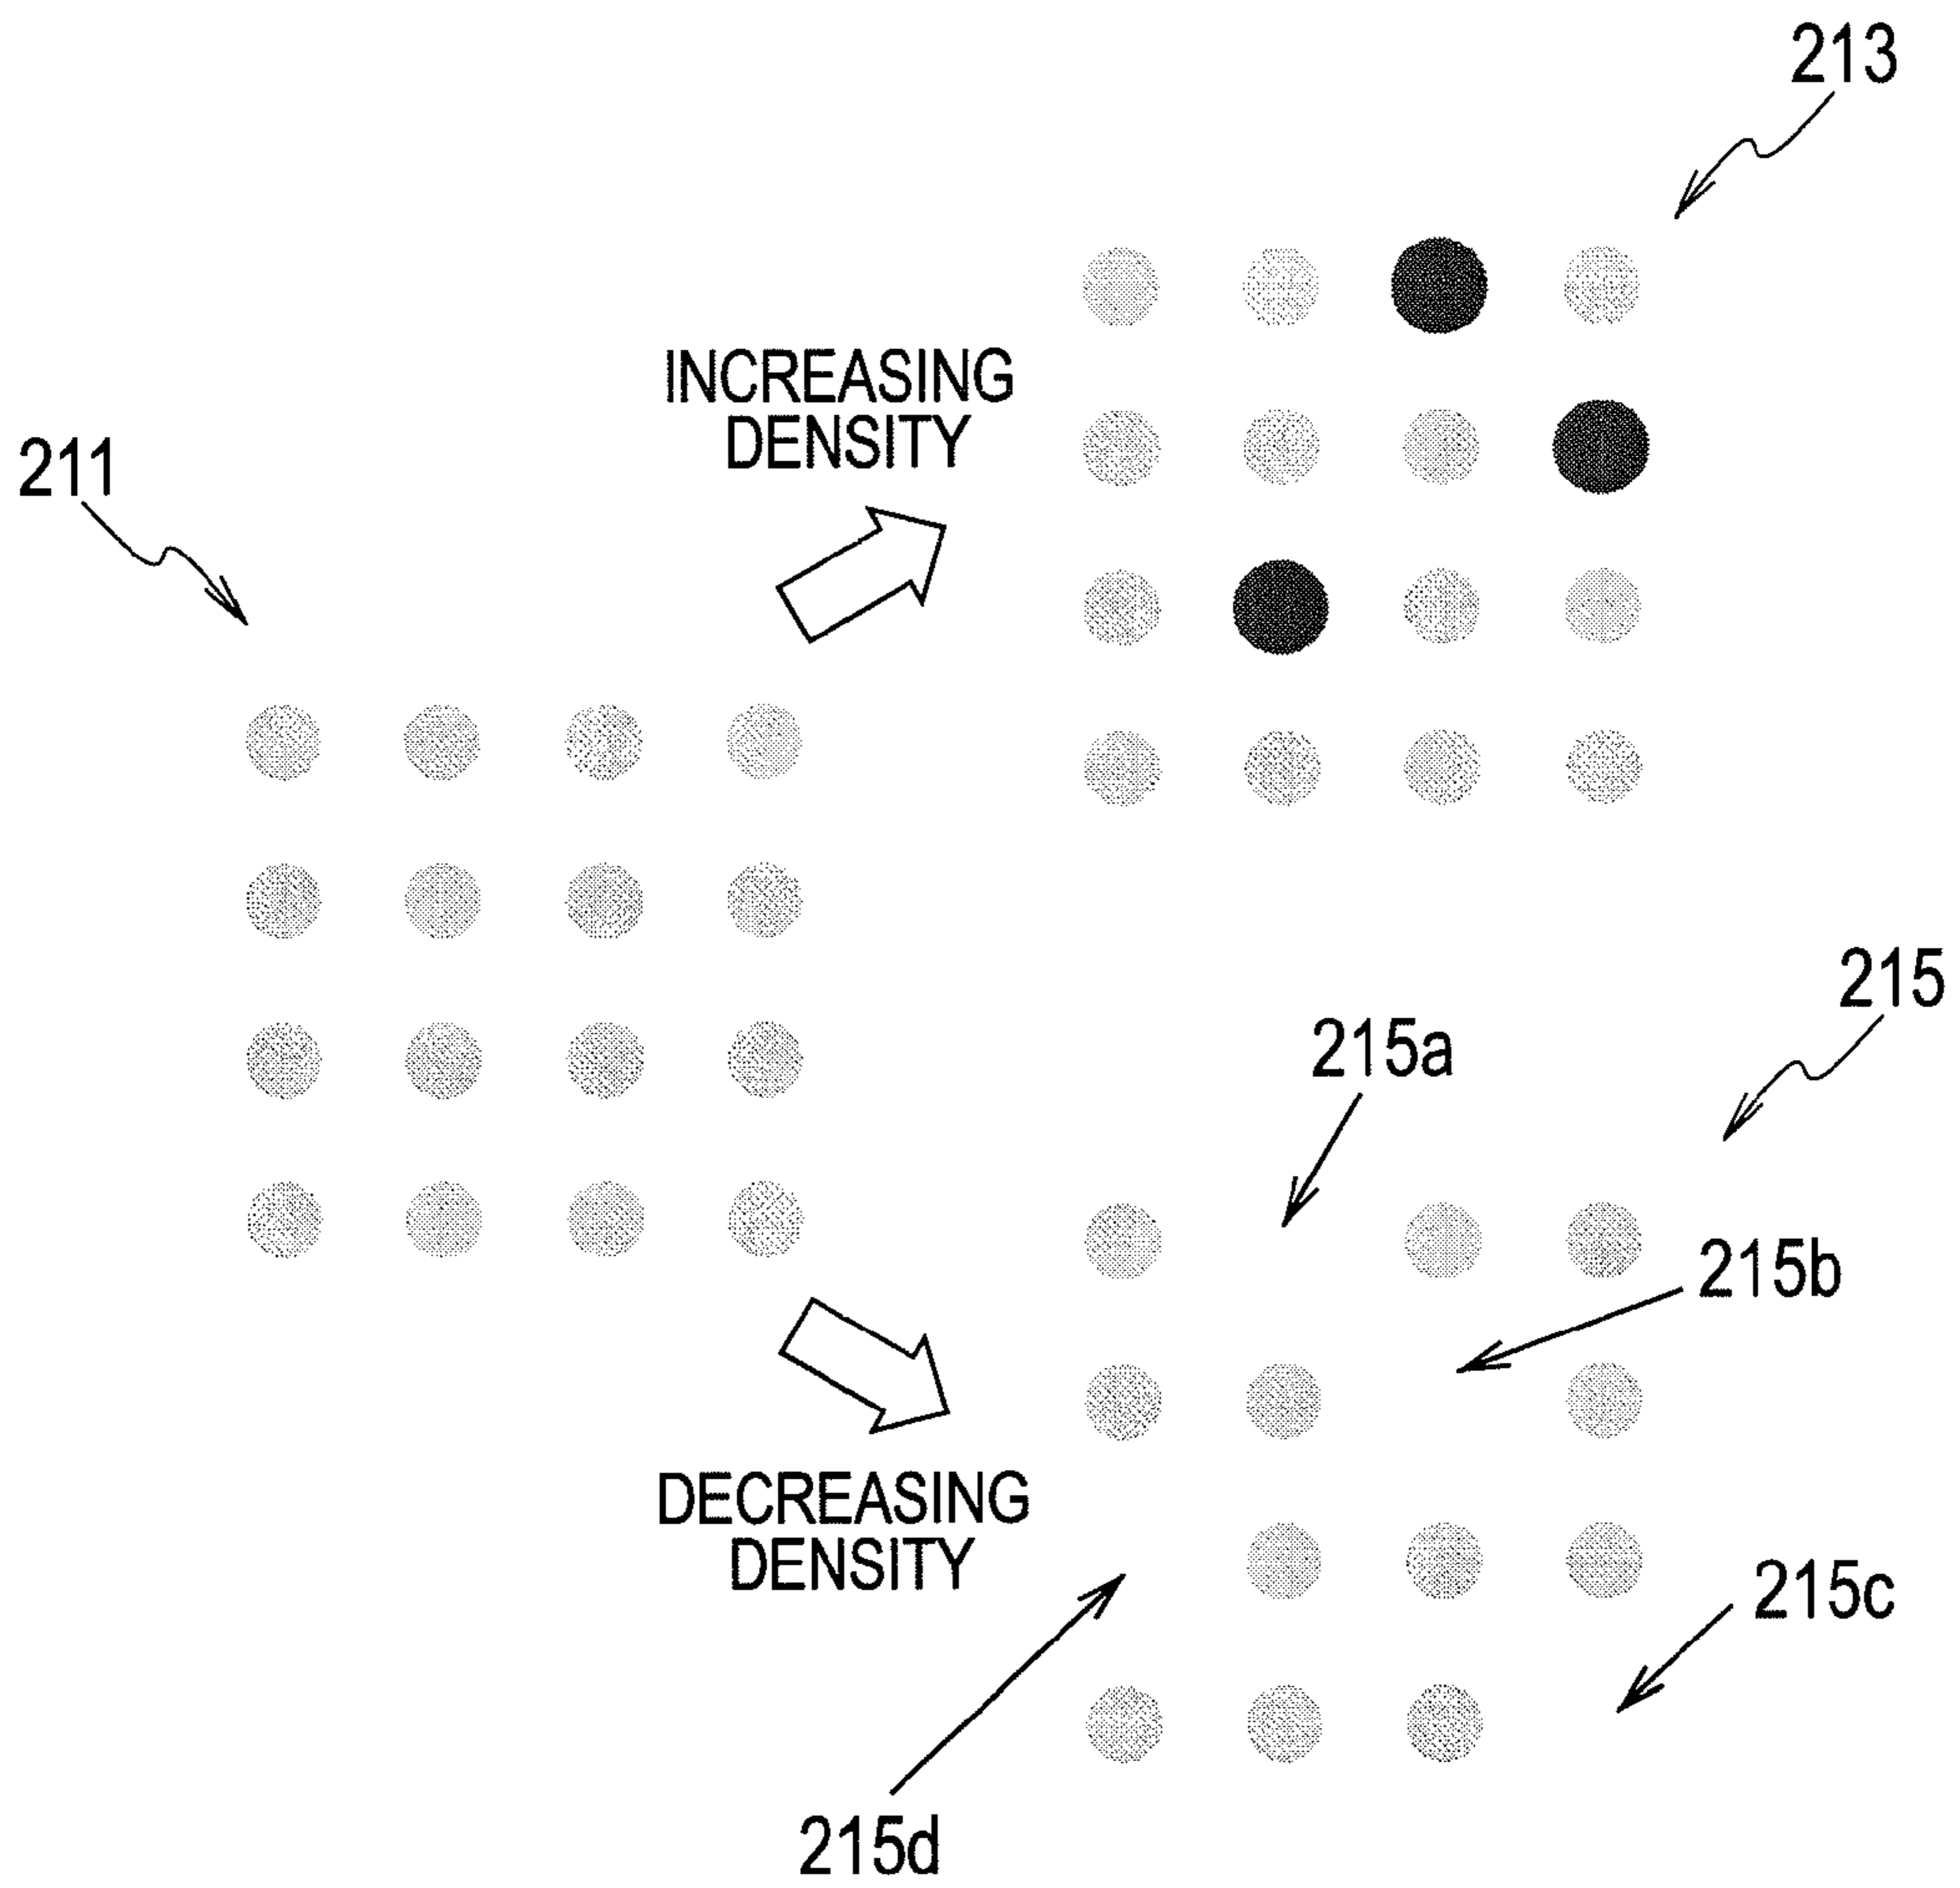 213
INCREASING
DENSITY
211
215
215a
215b
DECREASING
DENSITY
215c
215d